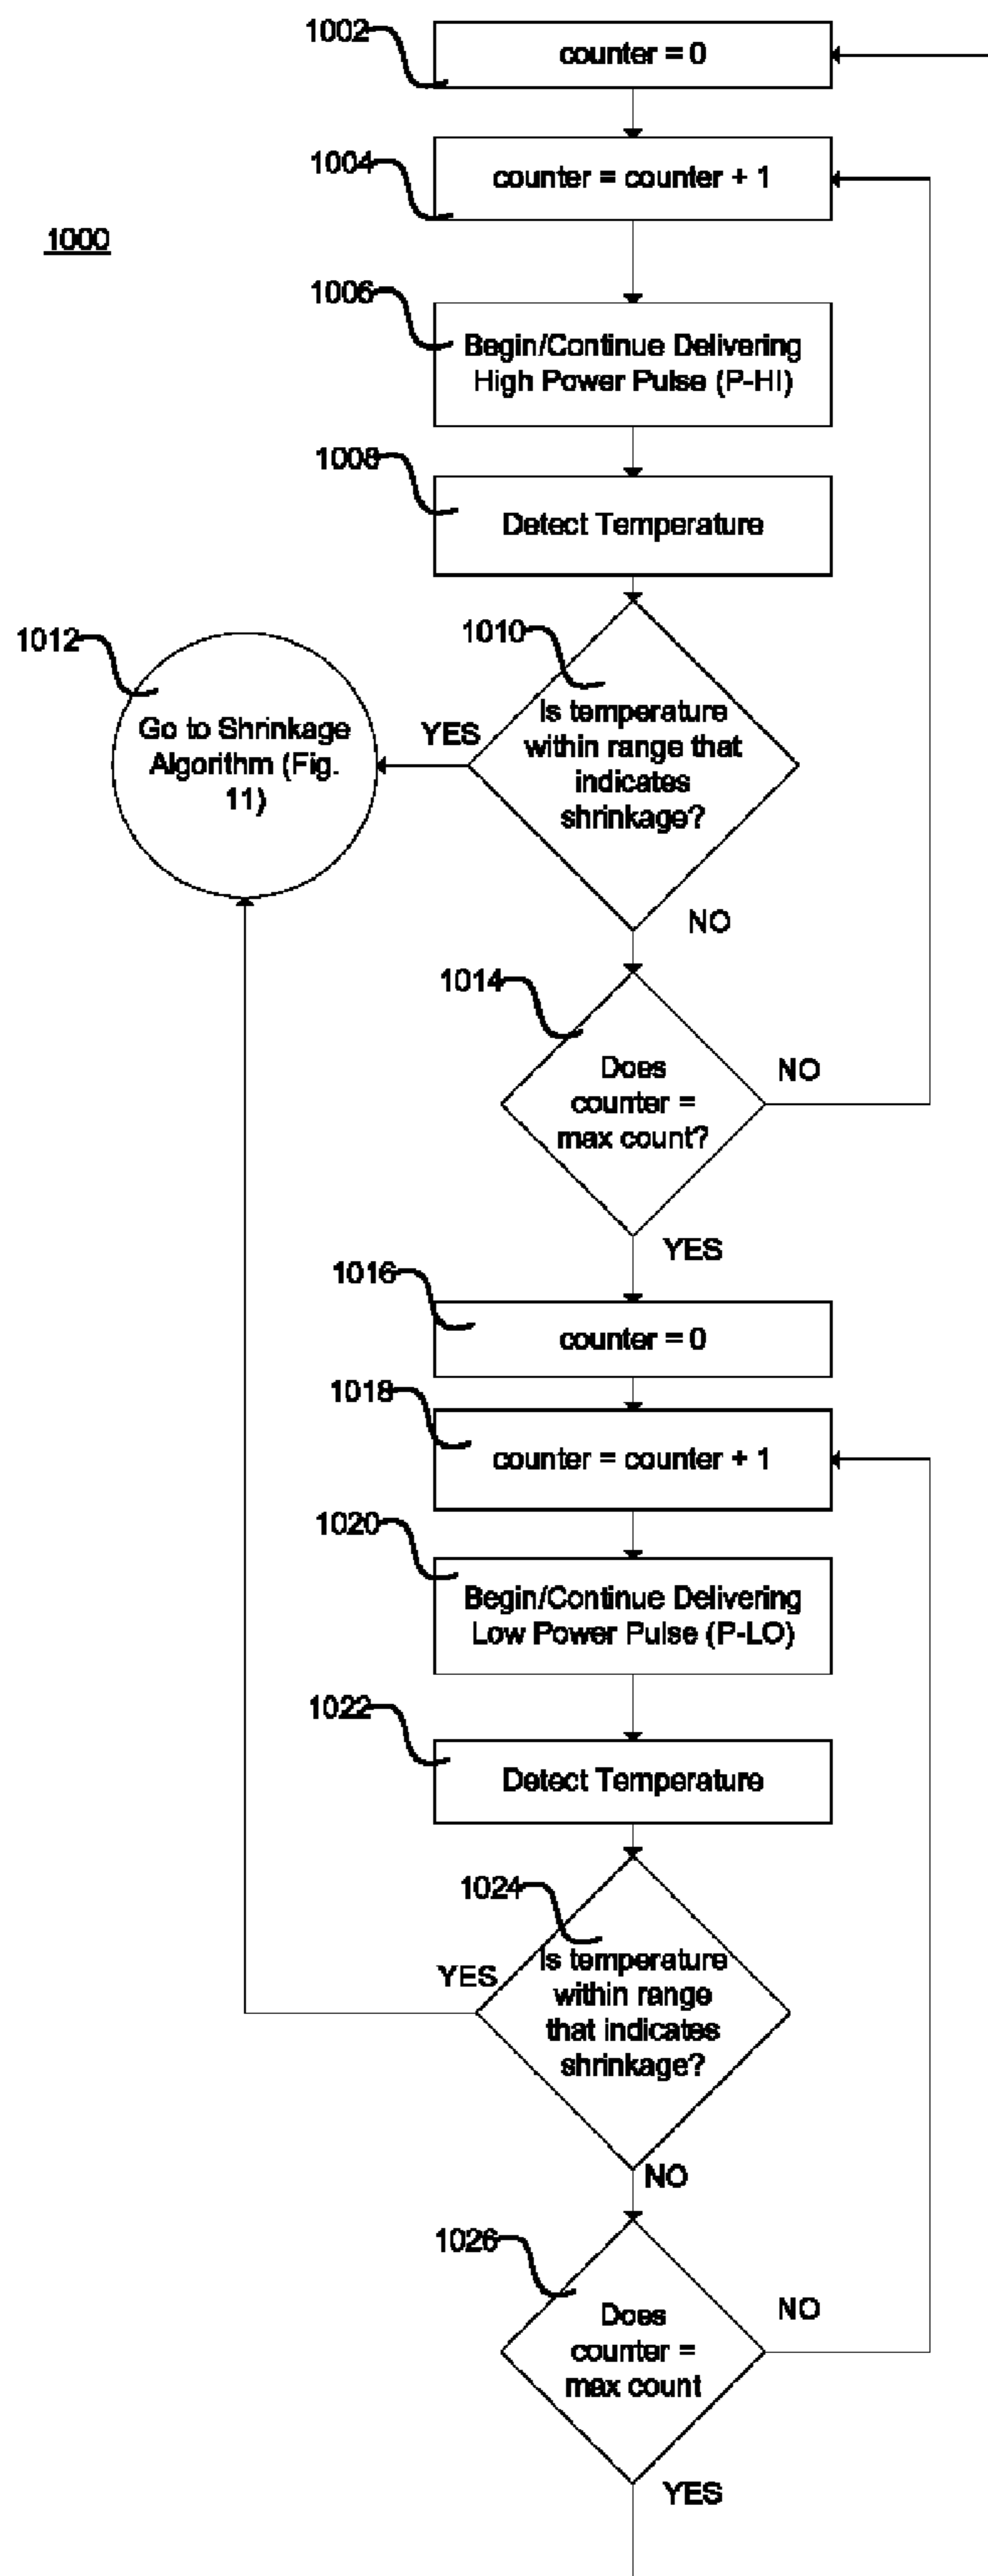 1002
counter = 0
1004
counter = counter + 1
1000
1006
Begin/Continue Delivering
High Power Pulse (P-HI)
1008
Detect Temperature
1010
Is temperature
within range that
indicates
shrinkage?
YES
1012
Go to Shrinkage
Algorithm (Fig.
11)
NO
1014
Does
counter =
max count?
NO
YES
1016
counter = 0
1018
counter = counter + 1
1020
Begin/Continue Delivering
Low Power Pulse (P-LO)
1022
Detect Temperature
1024
Is temperature
within range
that indicates
shrinkage?
YES
NO
1026
Does
counter =
max count
NO
YES